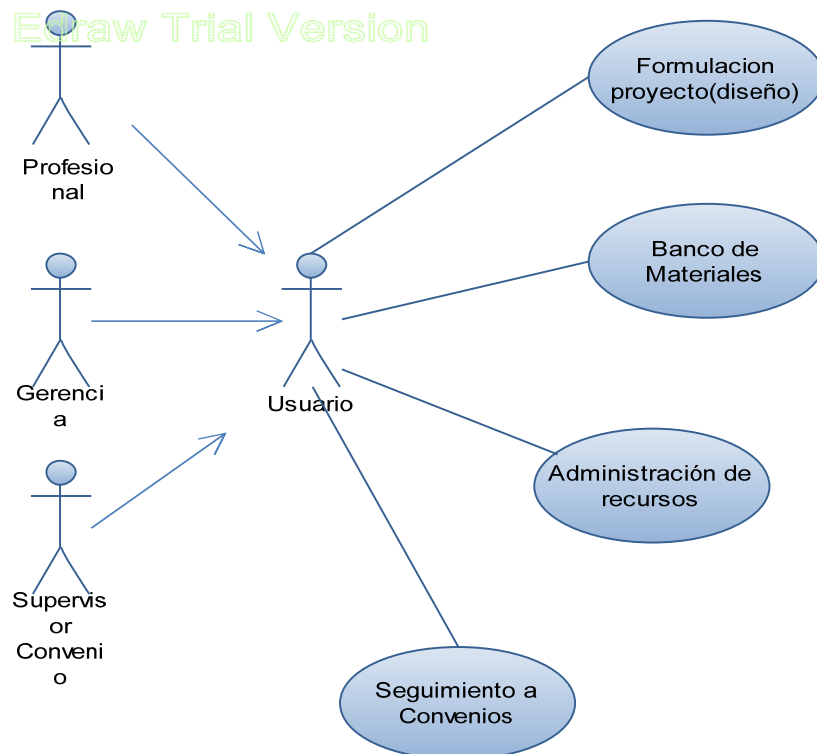 Edraw Trial Version
Profesio
nal
Gerenci
a
Supervis
or
Conveni
o
Usuario
Formulacion
proyecto(diseño)
Banco de
Materiales
Administración de
recursos
Seguimiento a
Convenios